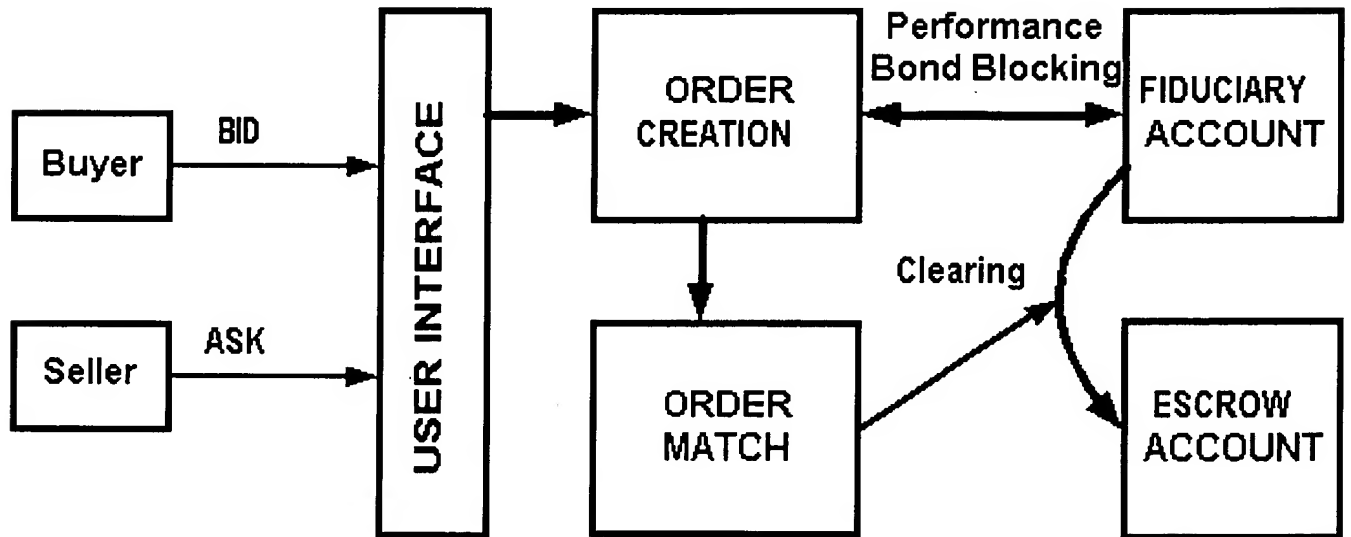 Buyer
BID
Seller
ASK
USER INTERFACE
ORDER
CREATION
Performance
Bond Blocking
FIDUCIARY
ACCOUNT
ORDER
MATCH
Clearing
ESCROW
ACCOUNT